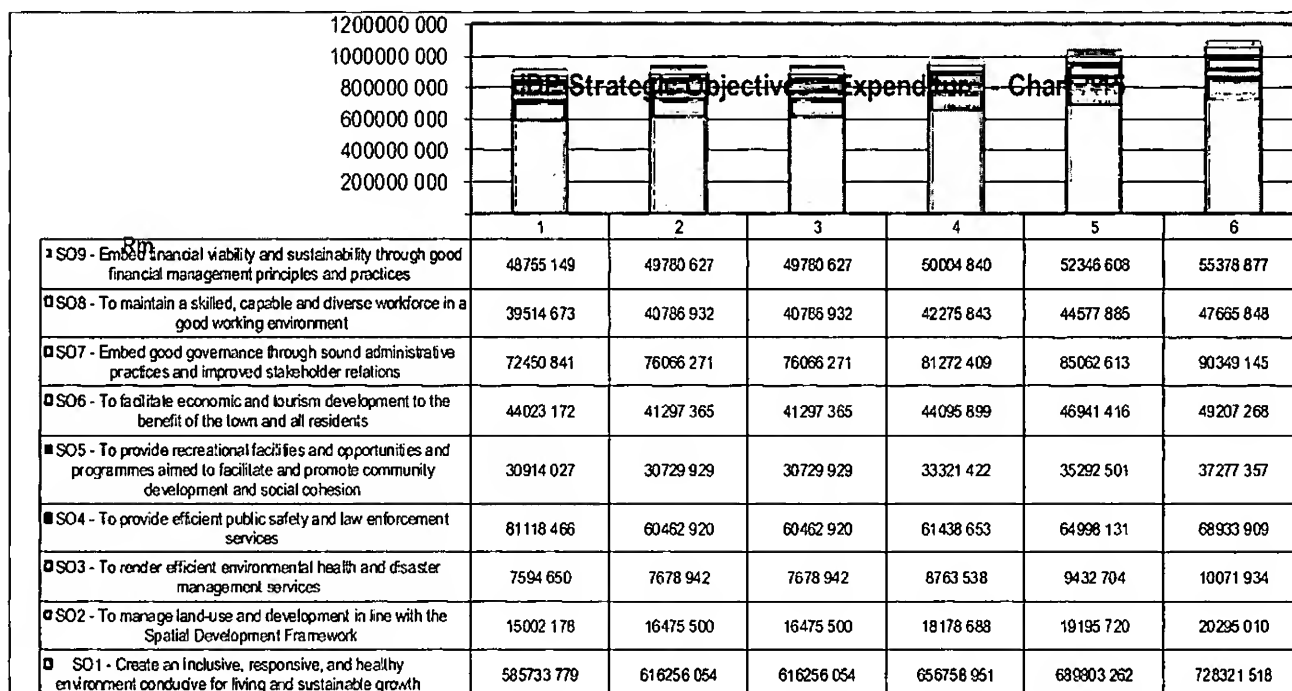 1200000 000
1000000 000
800000 000
600000 000
400000 000
200000 000
IDP Strategic Objective - Expenditure - Chart
1 2 3 4 5 6
Rm
SO9 - Embed financial viability and sustainability through good
financial management principles and practices
48755 149 49780 627 49780 627 50004 840 52346 608 55378 877
SO8 - To maintain a skilled, capable and diverse workforce in a
good working environment
39514 673 40786 932 40786 932 42275 843 44577 885 47665 848
SO7 - Embed good governance through sound administrative
practices and improved stakeholder relations
72450 841 76066 271 76066 271 81272 409 85062 613 90349 145
SO6 - To facilitate economic and tourism development to the
benefit of the town and all residents
44023 172 41297 365 41297 365 44095 899 46941 416 49207 268
SO5 - To provide recreational facilities and opportunities and
programmes aimed to facilitate and promote community
development and social cohesion
30914 027 30729 929 30729 929 33321 422 35292 501 37277 357
SO4 - To provide efficient public safety and law enforcement
services
81118 466 60462 920 60462 920 61438 653 64998 131 68933 909
SO3 - To render efficient environmental health and disaster
management services
7594 650 7678 942 7678 942 8763 538 9432 704 10071 934
SO2 - To manage land-use and development in line with the
Spatial Development Framework
15002 178 16475 500 16475 500 18178 688 19195 720 20295 010
SO1 - Create an inclusive, responsive, and healthy
environment conducive for living and sustainable growth
585733 779 616256 054 616256 054 656758 951 689803 262 728321 518